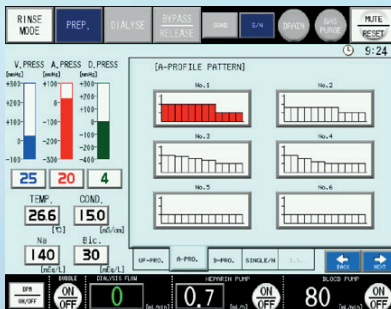 RINSE MODE
PREP.
DIALYSE
BYPASS
RELEASE
S/N
DRAIN
GAS PURGE
MUTE
RESET
9:24
V.PRESS A.PRESS D.PRESS
[mmHg] [mmHg] [mmHg]
+300 +100 +300
+200 0 +200
+100 -100 +100
0 -200 0
-100 -300 -100
25 20 4
TEMP. COND.
26.6 15.0
[℃] [mS/cm]
Na Bic.
140 30
[mEq/L] [mEq/L]
[A-PROFILE PATTERN]
No.1 No.2
No.3 No.4
No.5 No.6
UF-PRO. A-PRO. B-PRO. SINGLE/N
BACK NEXT
ON/OFF
BUBBLE
ON OFF
DIALYSIS FLOW
0
[mL/min]
HEPARIN PUMP
0.7
[mL/h]
ON OFF
BLOOD PUMP
80
[mL/min]
ON OFF